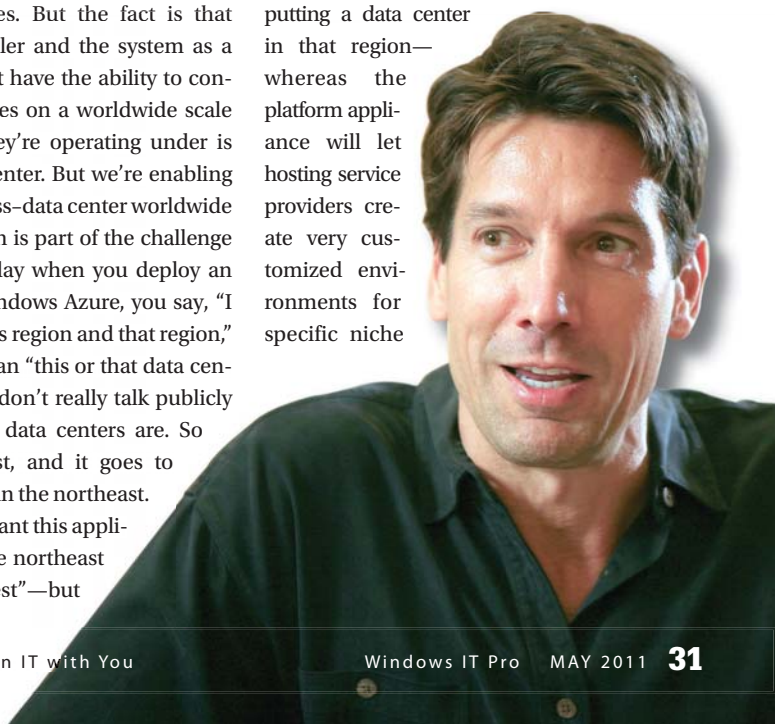 es. But the fact is that
ler and the system as a
t have the ability to con-
es on a worldwide scale
ey're operating under is
enter. But we're enabling
ss–data center worldwide
n is part of the challenge
lay when you deploy an
ndows Azure, you say, "I
s region and that region,"
an "this or that data cen-
don't really talk publicly
data centers are. So
st, and it goes to
in the northeast.
ant this appli-
e northeast
est"—but
putting a data center
in that region—
whereas the
platform appli-
ance will let
hosting service
providers cre-
ate very cus-
tomized envi-
ronments for
specific niche
n IT with You
Windows IT Pro MAY 2011 31